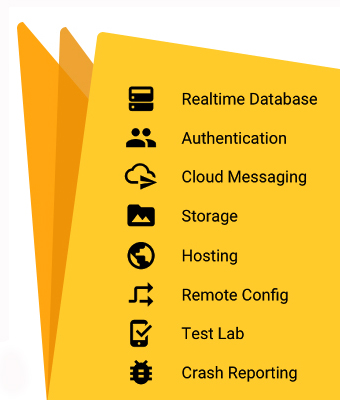 Realtime Database
Authentication
Cloud Messaging
Storage
Hosting
Remote Config
Test Lab
Crash Reporting